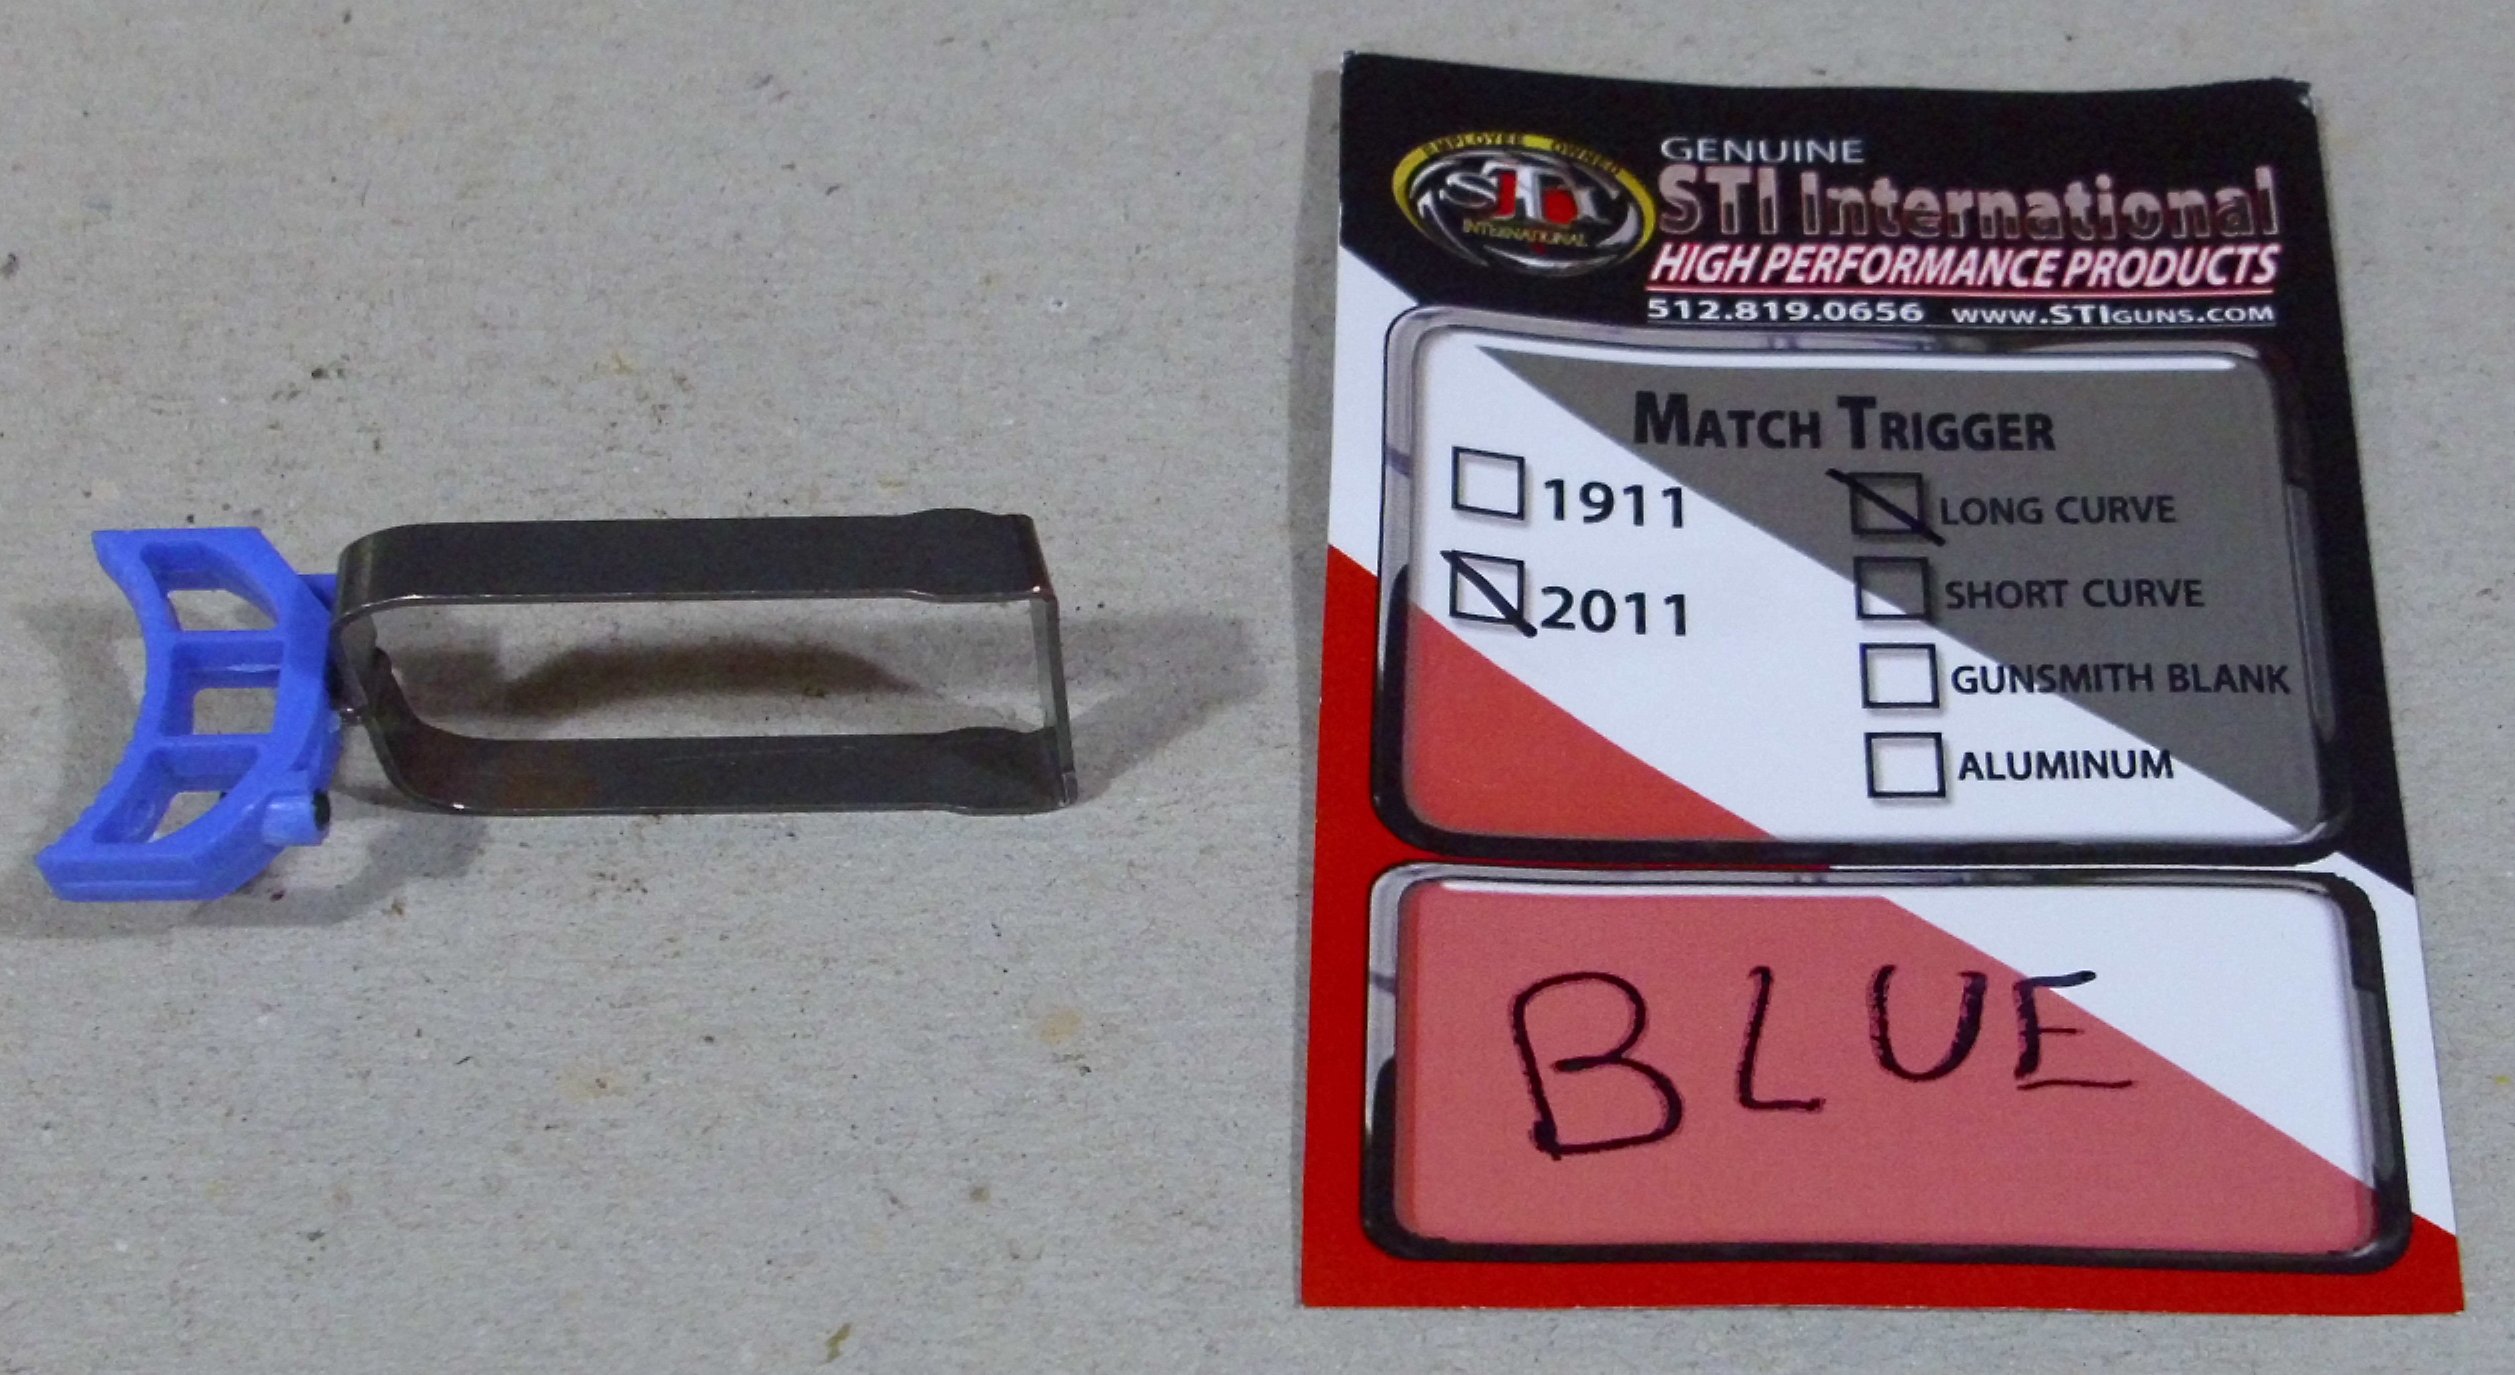 EMPLOYEE OWNED
STI
INTERNATIONAL
GENUINE
STI International
HIGH PERFORMANCE PRODUCTS
512.819.0656 www.STIGUNS.COM
MATCH TRIGGER
1911
2011
LONG CURVE
SHORT CURVE
GUNSMITH BLANK
ALUMINUM
BLUE